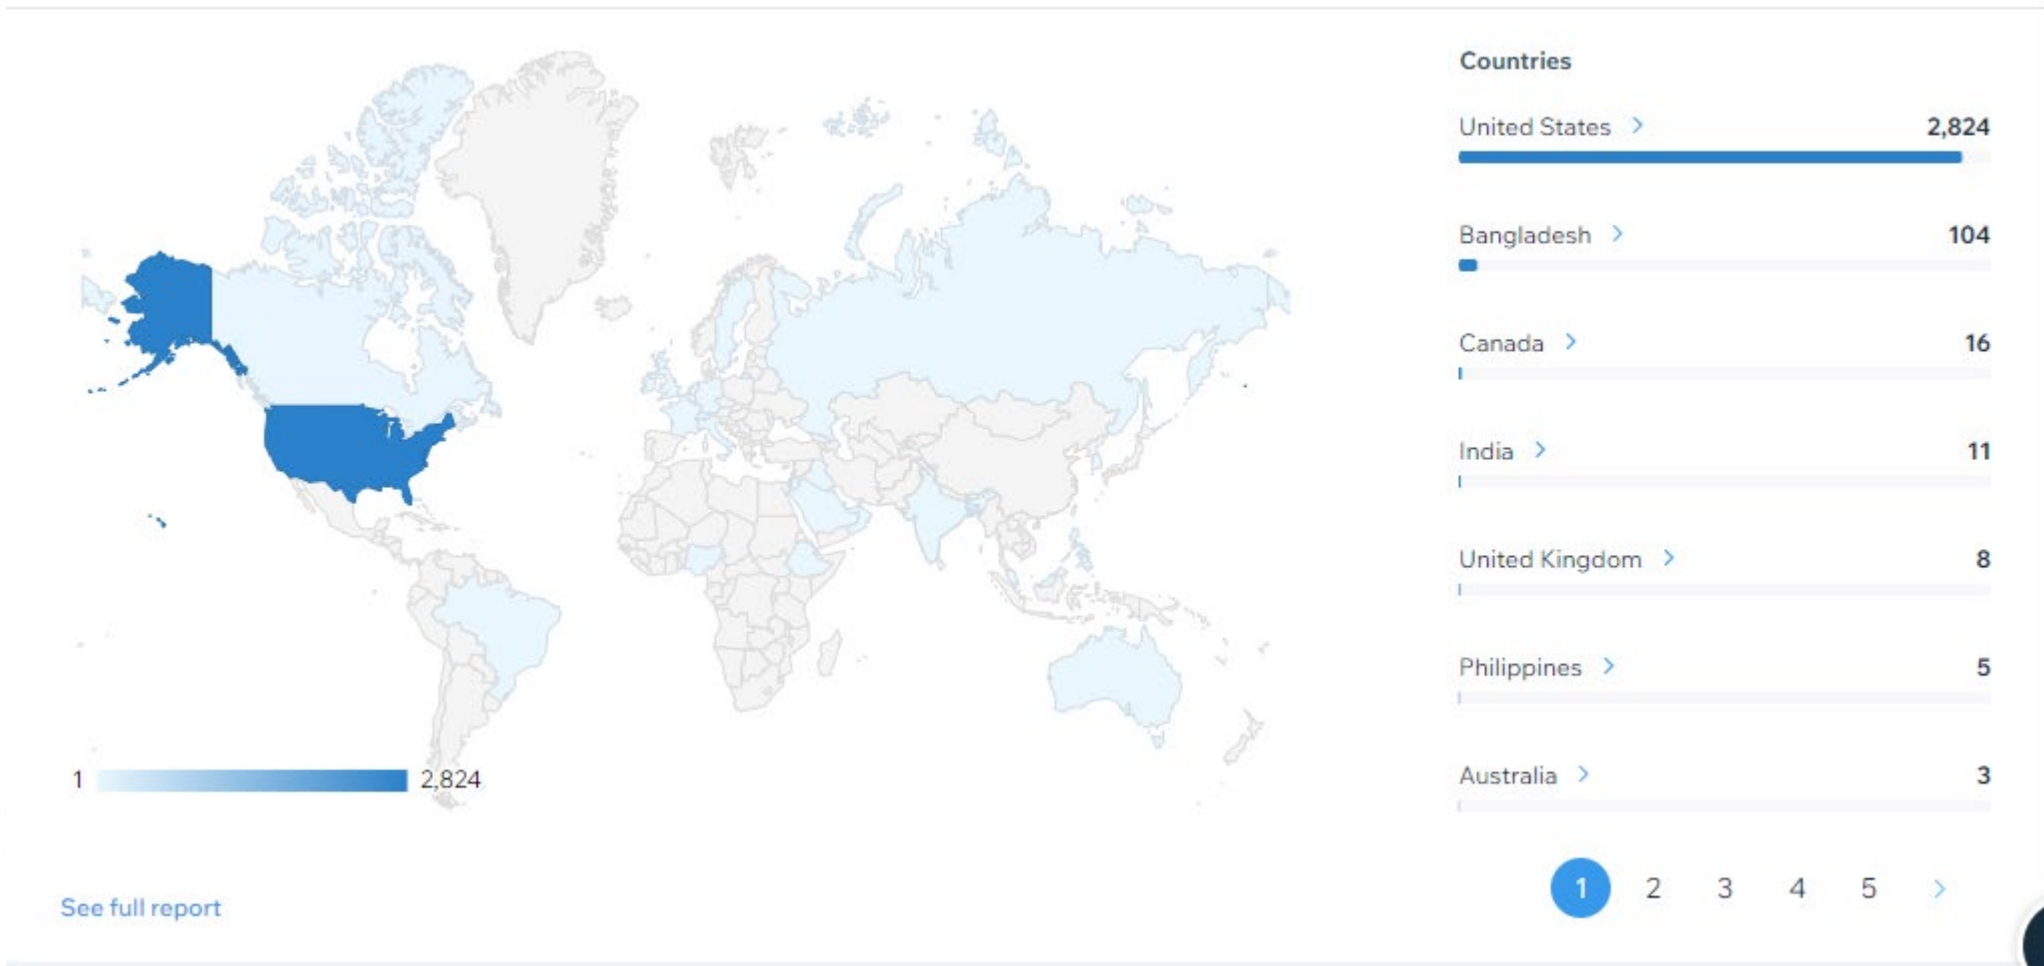 Countries
United States > 2,824
Bangladesh > 104
Canada > 16
India > 11
United Kingdom > 8
Philippines > 5
Australia > 3
1 2,824
1 2 3 4 5 >
See full report